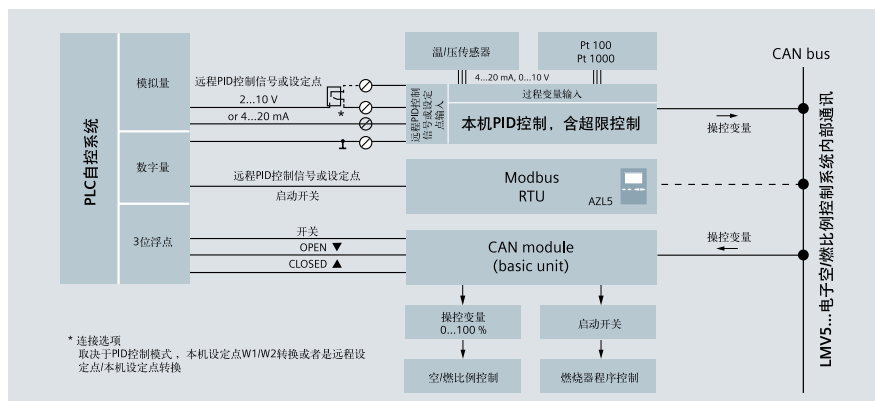 温/压传感器
Pt 100
Pt 1000
CAN bus
4...20 mA, 0...10 V
PLC自控系统
模拟量
远程PID控制信号或设定点
2...10 V
or 4...20 mA
*
远程PID控制
信号或设定
点输入
过程变量输入
本机PID控制，含超限控制
操控变量
数字量
远程PID控制信号或设定点
启动开关
Modbus
RTU
AZL5
LMV5...电子空/燃比例控制系统内部通讯
3位浮点
开关
OPEN ▼
CLOSED ▲
CAN module
(basic unit)
操控变量
操控变量
0...100 %
启动开关
空/燃比例控制
燃烧器程序控制
* 连接选项
取决于PID控制模式，本机设定点W1/W2转换或者是远程设
定点/本机设定点转换